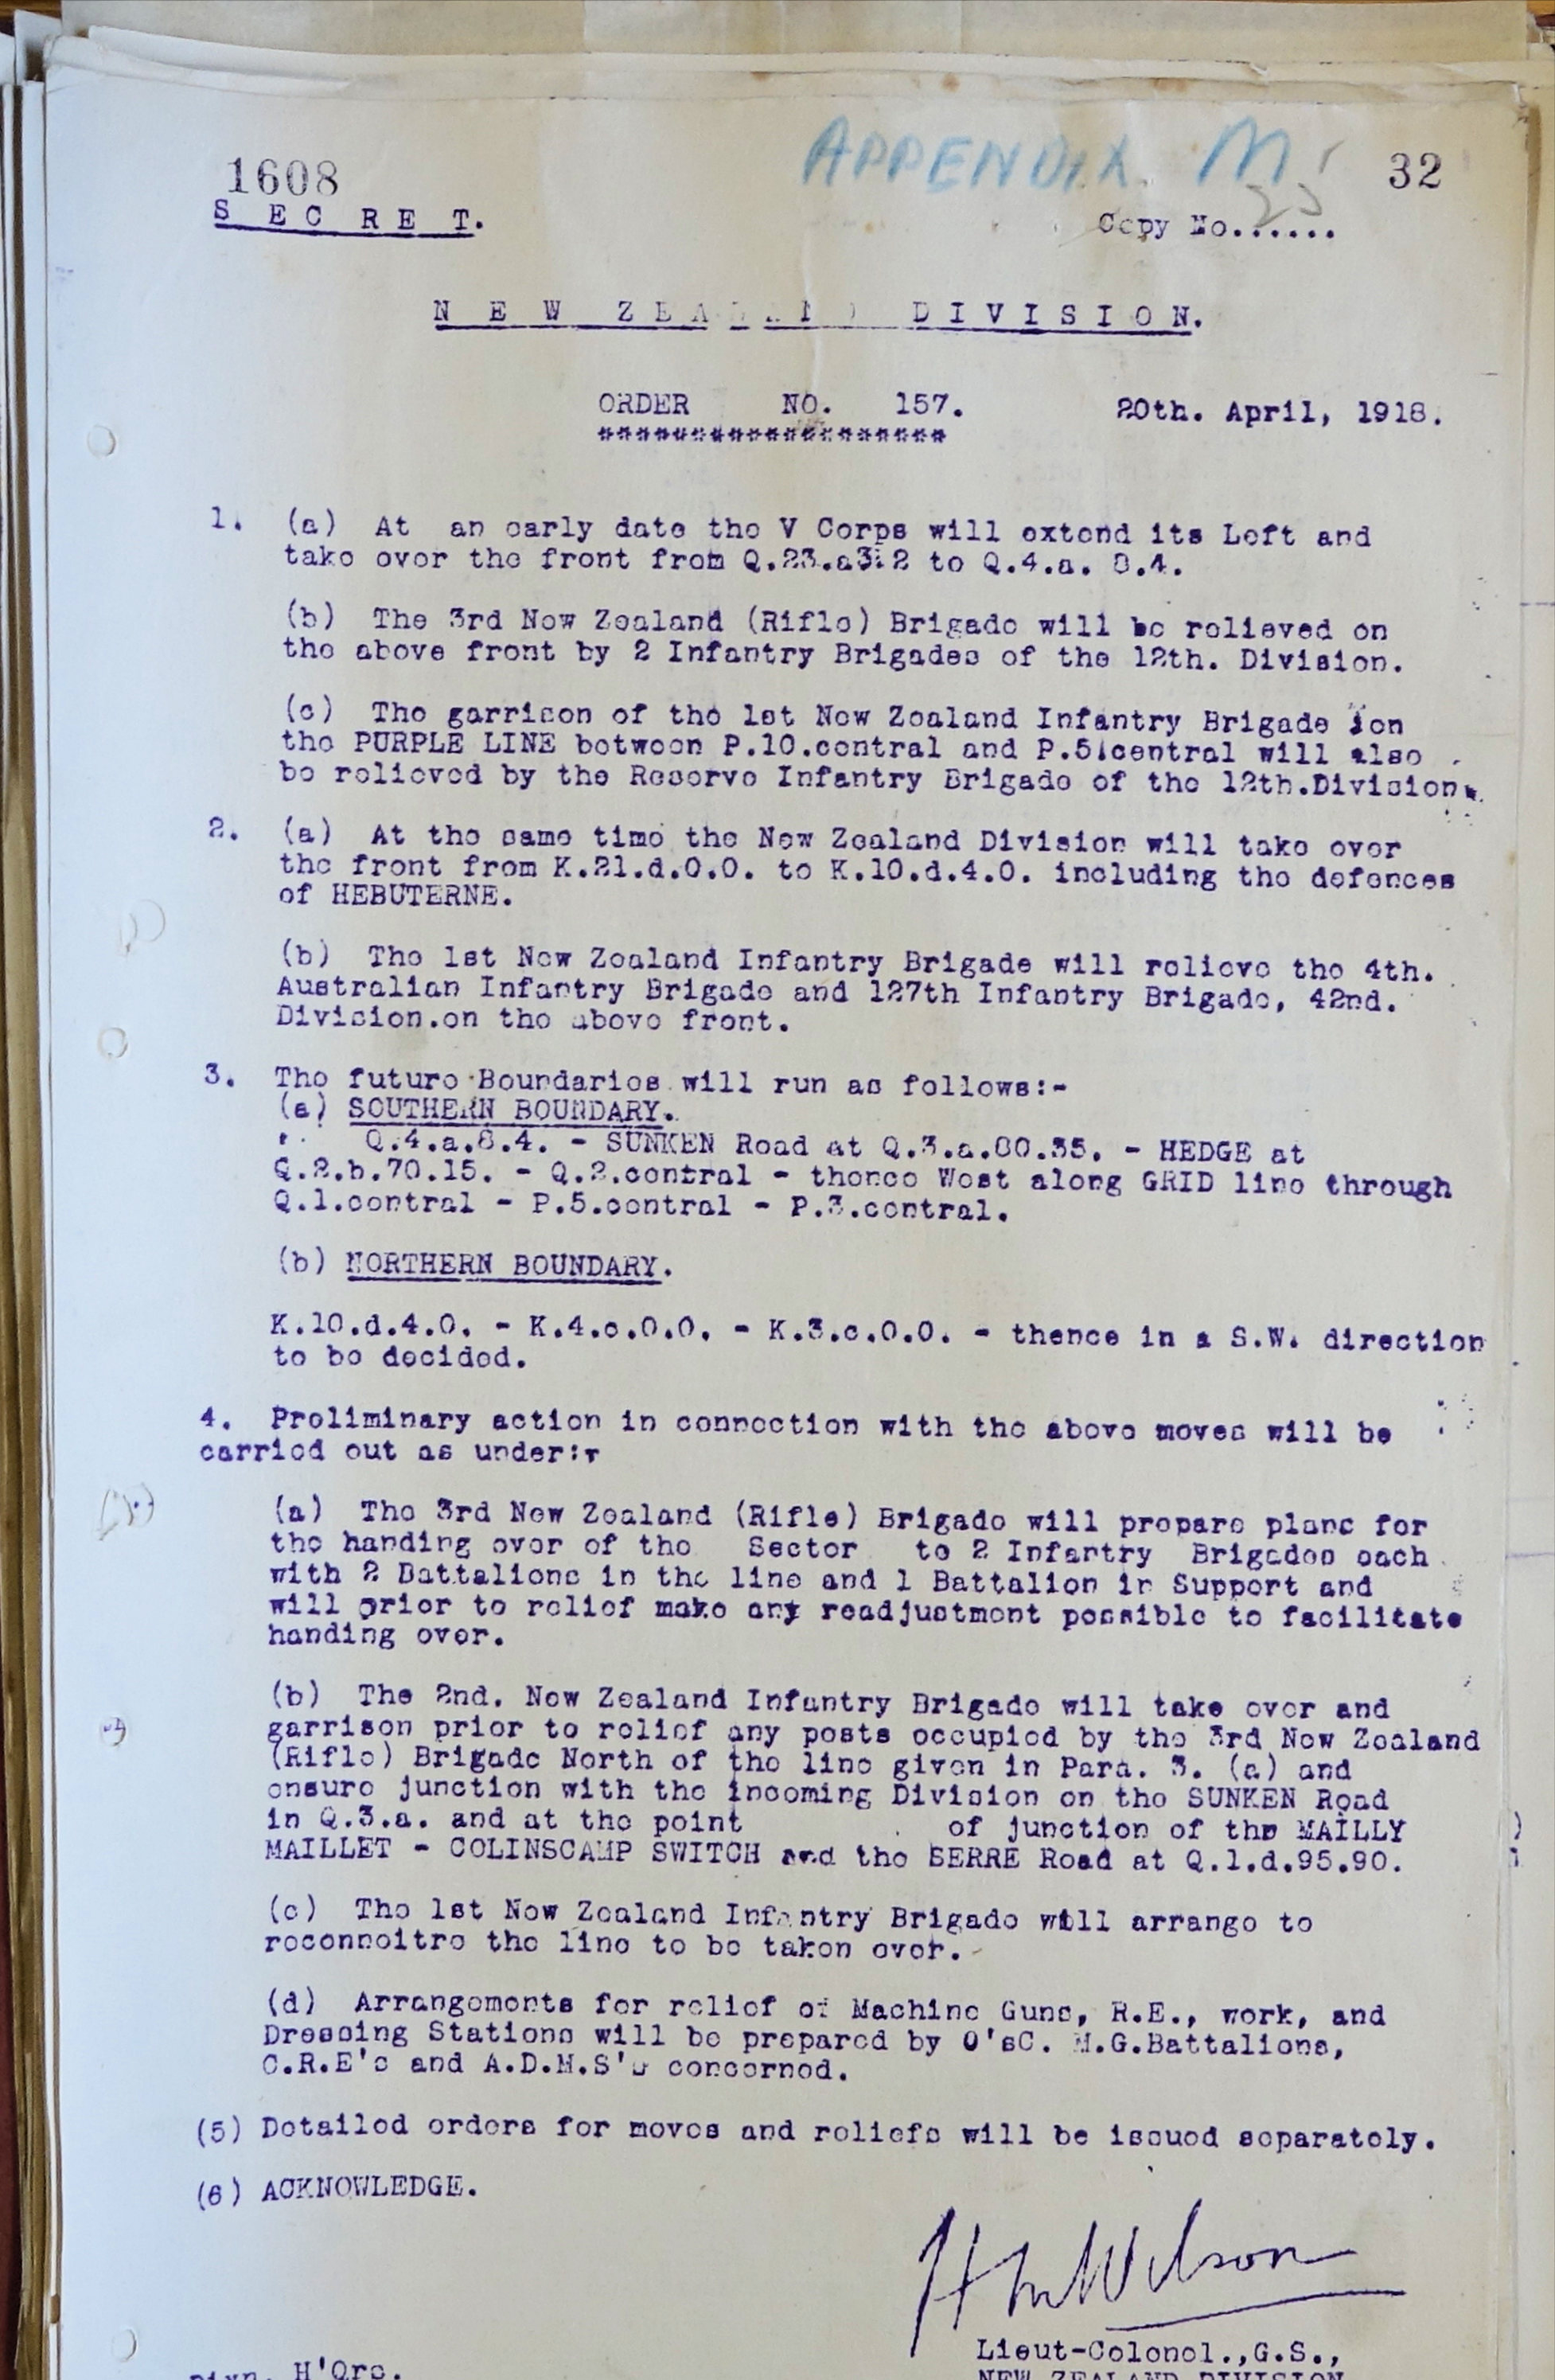 APPENDIX M'
1608
32
S E C R E T.
25
Copy No......
N E W  Z E A L A N D  D I V I S I O N.
ORDER NO. 157.
20th. April, 1918.
*******************
1. (a) At an early date the V Corps will extend its Left and
take over the front from Q.23.a3.2 to Q.4.a. 8.4.
(b) The 3rd New Zealand (Rifle) Brigade will be relieved on
the above front by 2 Infantry Brigades of the 12th. Division.
(c) The garrison of the 1st New Zealand Infantry Brigade on
the PURPLE LINE between P.10.central and P.5.central will also
be relieved by the Reserve Infantry Brigade of the 12th.Division.
2. (a) At the same time the New Zealand Division will take over
the front from K.21.d.0.0. to K.10.d.4.0. including the defences
of HEBUTERNE.
(b) The 1st New Zealand Infantry Brigade will relieve the 4th.
Australian Infantry Brigade and 127th Infantry Brigade, 42nd.
Division.on the above front.
3. The future Boundaries will run as follows:-
(a) SOUTHERN BOUNDARY.
Q.4.a.8.4. - SUNKEN Road at Q.3.a.80.35. - HEDGE at
Q.2.b.70.15. - Q.2.central - thence West along GRID line through
Q.1.central - P.5.central - P.3.central.
(b) NORTHERN BOUNDARY.
K.10.d.4.0. - K.4.c.0.0. - K.3.c.0.0. - thence in a S.W. direction
to be decided.
4. Preliminary action in connection with the above moves will be
carried out as under:-
(a) The 3rd New Zealand (Rifle) Brigade will prepare plans for
the handing over of the Sector to 2 Infantry Brigades each
with 2 Battalions in the line and 1 Battalion in Support and
will prior to relief make any readjustment possible to facilitate
handing over.
(b) The 2nd. New Zealand Infantry Brigade will take over and
garrison prior to relief any posts occupied by the 3rd New Zealand
(Rifle) Brigade North of the line given in Para. 3. (a) and
ensure junction with the incoming Division on the SUNKEN Road
in Q.3.a. and at the point of junction of the MAILLY
MAILLET - COLINSCAMP SWITCH and the SERRE Road at Q.1.d.95.90.
(c) The 1st New Zealand Infantry Brigade will arrange to
reconnoitre the line to be taken over.
(d) Arrangements for relief of Machine Guns, R.E., work, and
Dressing Stations will be prepared by O'sC. M.G.Battalions,
C.R.E's and A.D.M.S's concerned.
(5) Detailed orders for moves and reliefs will be issued separately.
(6) ACKNOWLEDGE.
H M Wilson
Lieut-Colonel.,G.S.,
NEW ZEALAND DIVISION
Divn. H'Qrs.